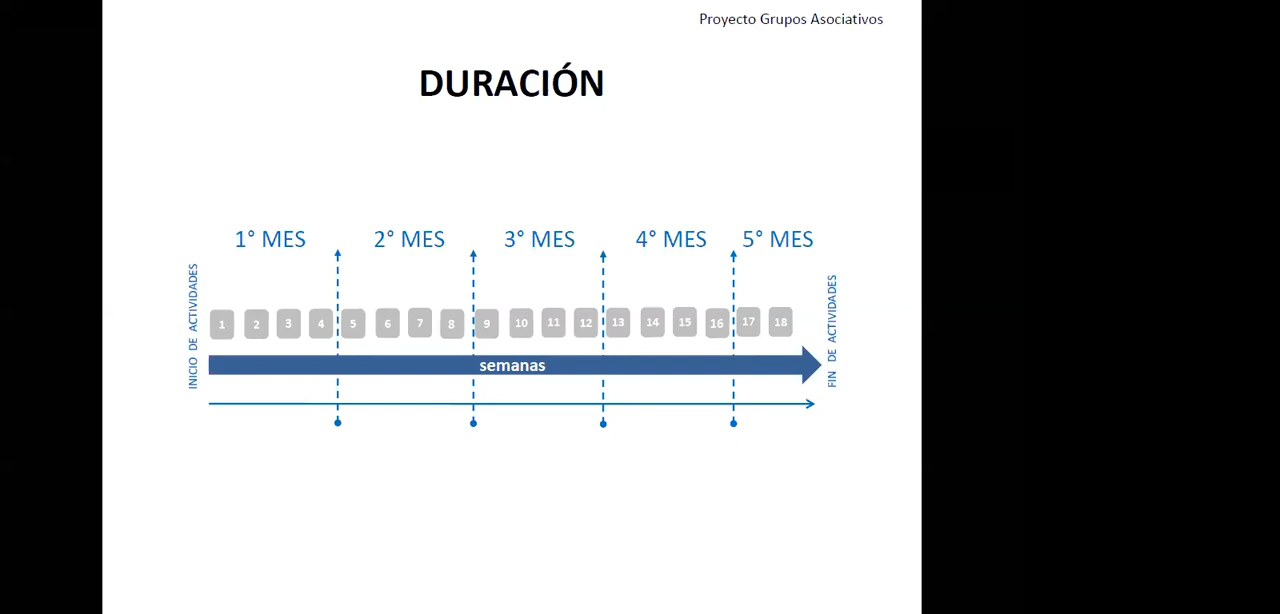 Proyecto Grupos Asociativos
DURACIÓN
1° MES 2° MES 3° MES 4° MES 5° MES
INICIO DE ACTIVIDADES
1 2 3 4 5 6 7 8 9 10 11 12 13 14 15 16 17 18
semanas
FIN DE ACTIVIDADES